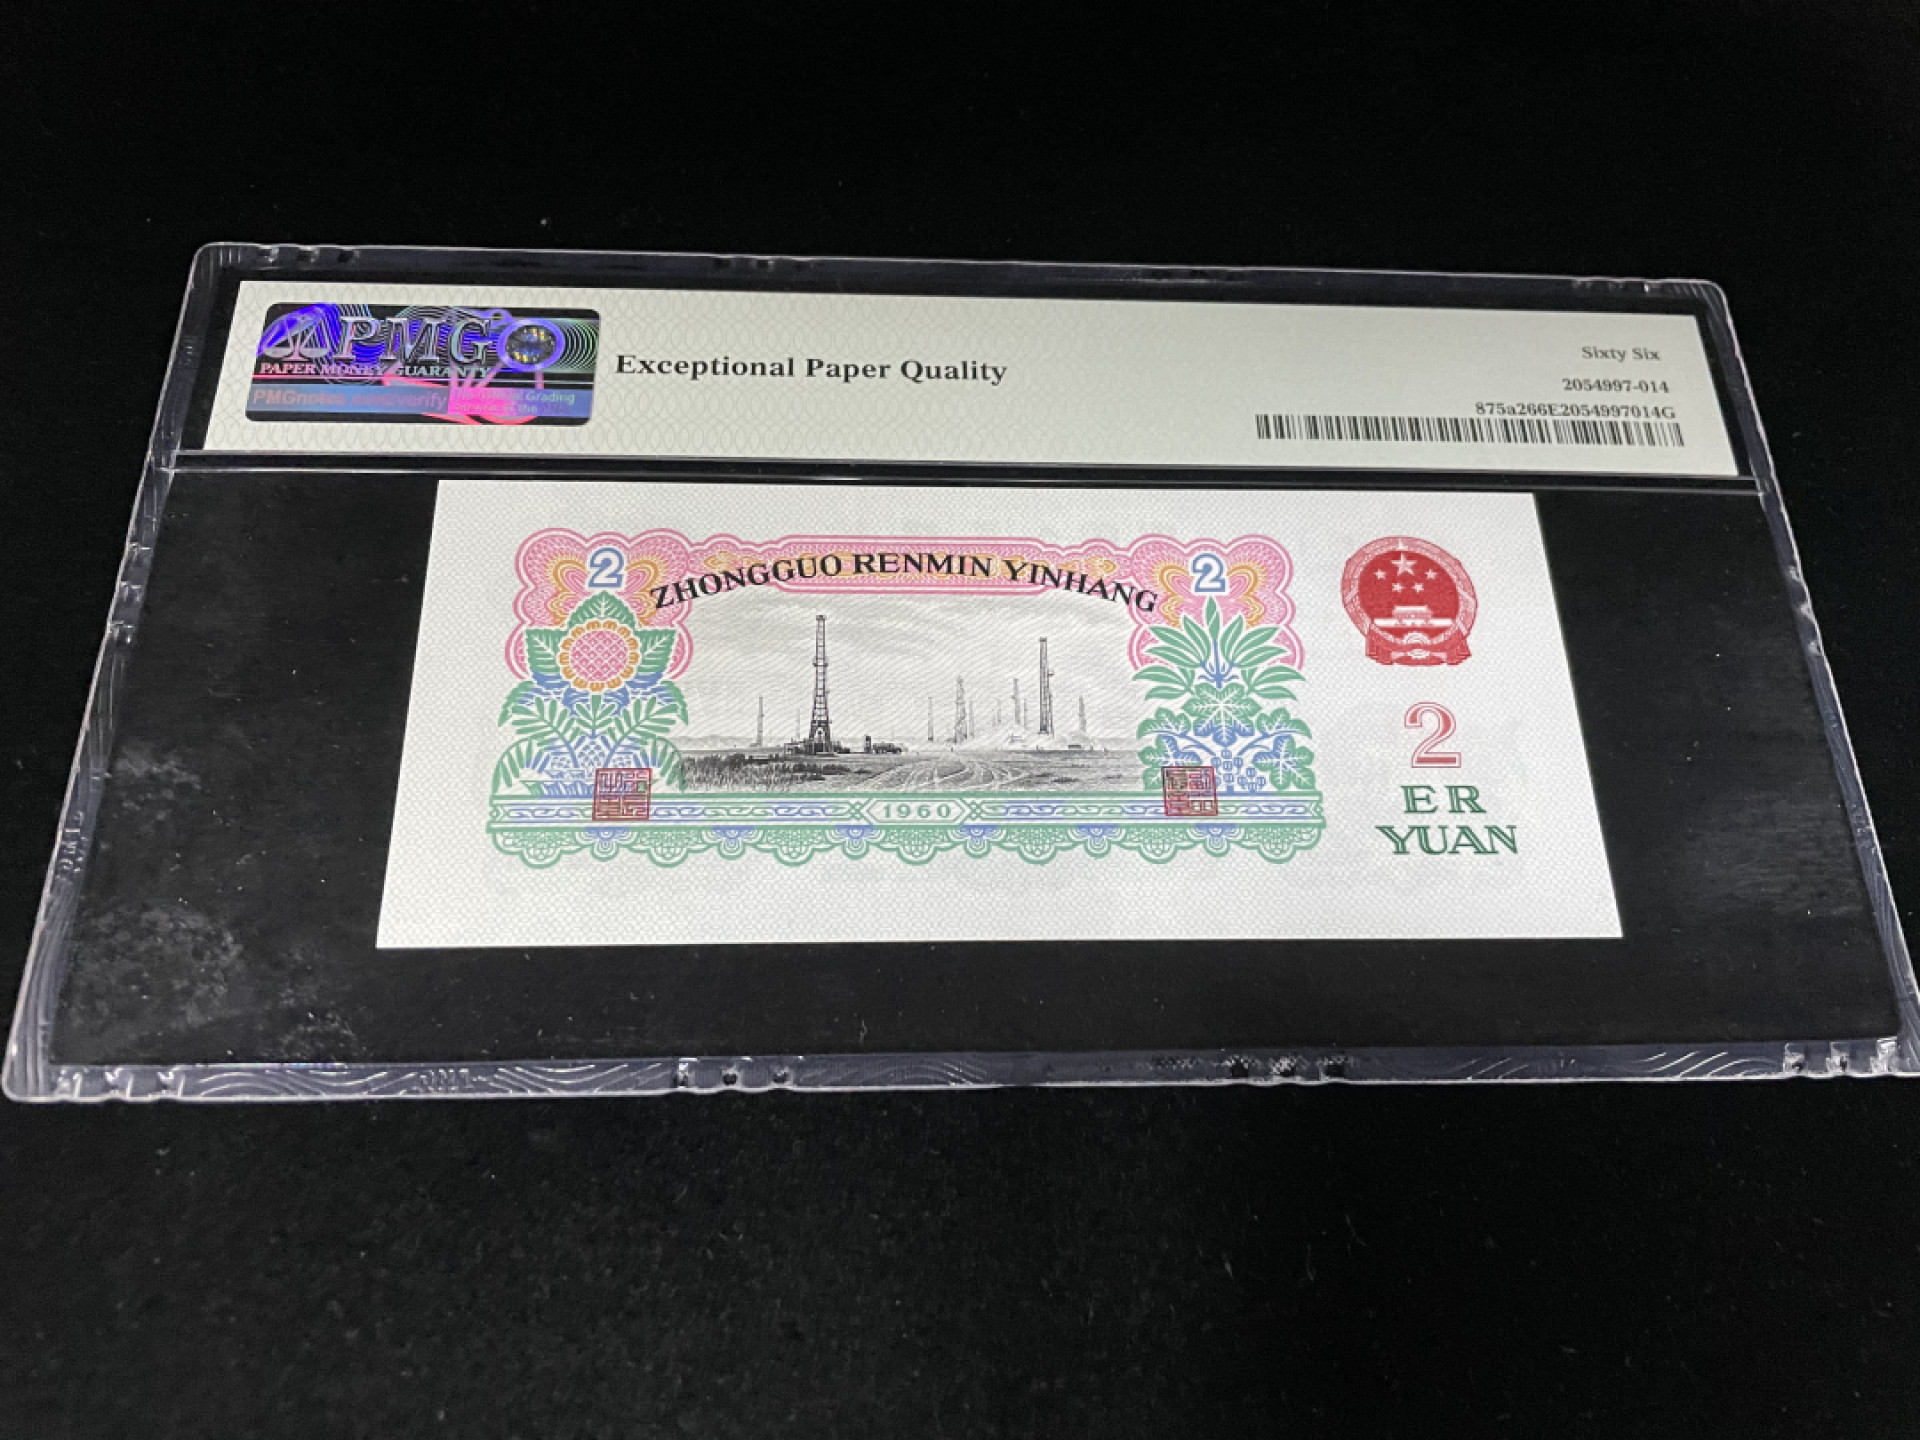 PMG
PAPER MONEY GUARANTY
PMGnotes.com/verify
Grading
Exceptional Paper Quality
Sixty Six
2054997-014
875a266E2054997014G
2
ZHONGGUO RENMIN YINHANG
2
1960
2
ER
YUAN